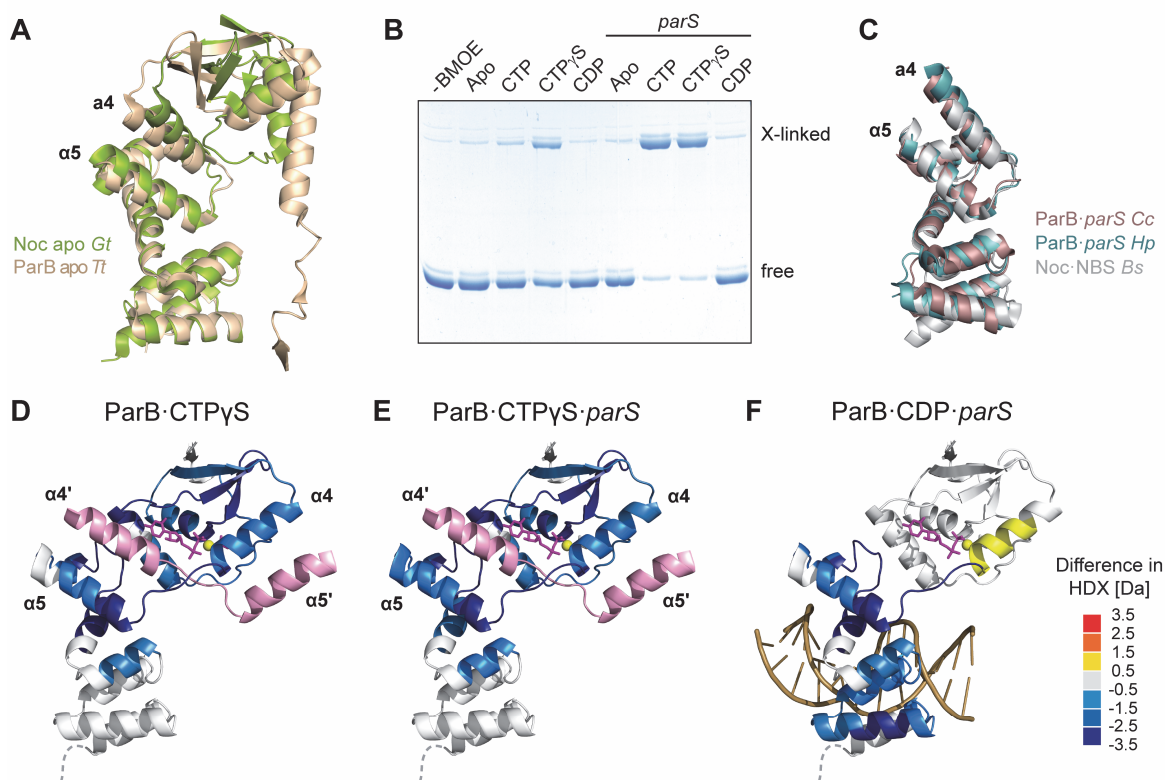 A
a4
α5
Noc apo Gt
ParB apo Tt
B
parS
-BMOE
Apo
CTP
CTPγS
CDP
Apo
CTP
CTPγS
CDP
X-linked
free
C
a4
α5
ParB·parS Cc
ParB·parS Hp
Noc·NBS Bs
D
ParB·CTPγS
α4'
α4
α5
α5'
E
ParB·CTPγS·parS
α4'
α4
α5
α5'
F
ParB·CDP·parS
Difference in
HDX [Da]
3.5
2.5
1.5
0.5
-0.5
-1.5
-2.5
-3.5